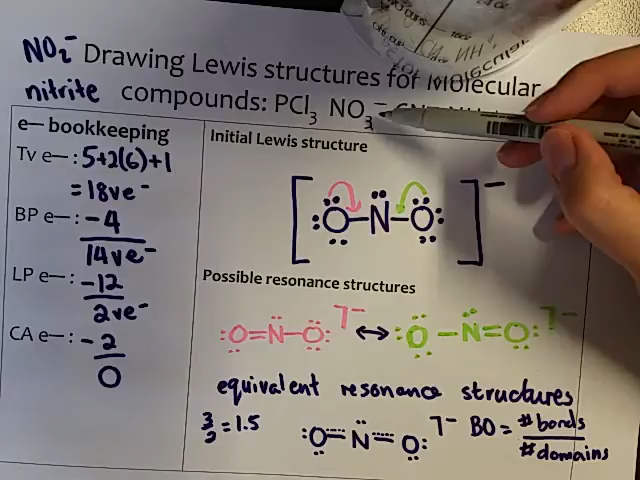 NO₂⁻ Drawing Lewis structures for Molecular
nitrite compounds: PCl₃ NO₃⁻
e– bookkeeping
Tv e–: 5+2(6)+1
= 18ve⁻
BP e–: -4
14ve⁻
LP e–: -12
2ve⁻
CA e–: -2
0
Initial Lewis structure
[:O–N–O:]⁻
Possible resonance structures
:O=N–O: ⁻ ↔ :O–N=O: ⁻
equivalent resonance structures
3/2 = 1.5
:O N O: ⁻ BO = #bonds
#domains